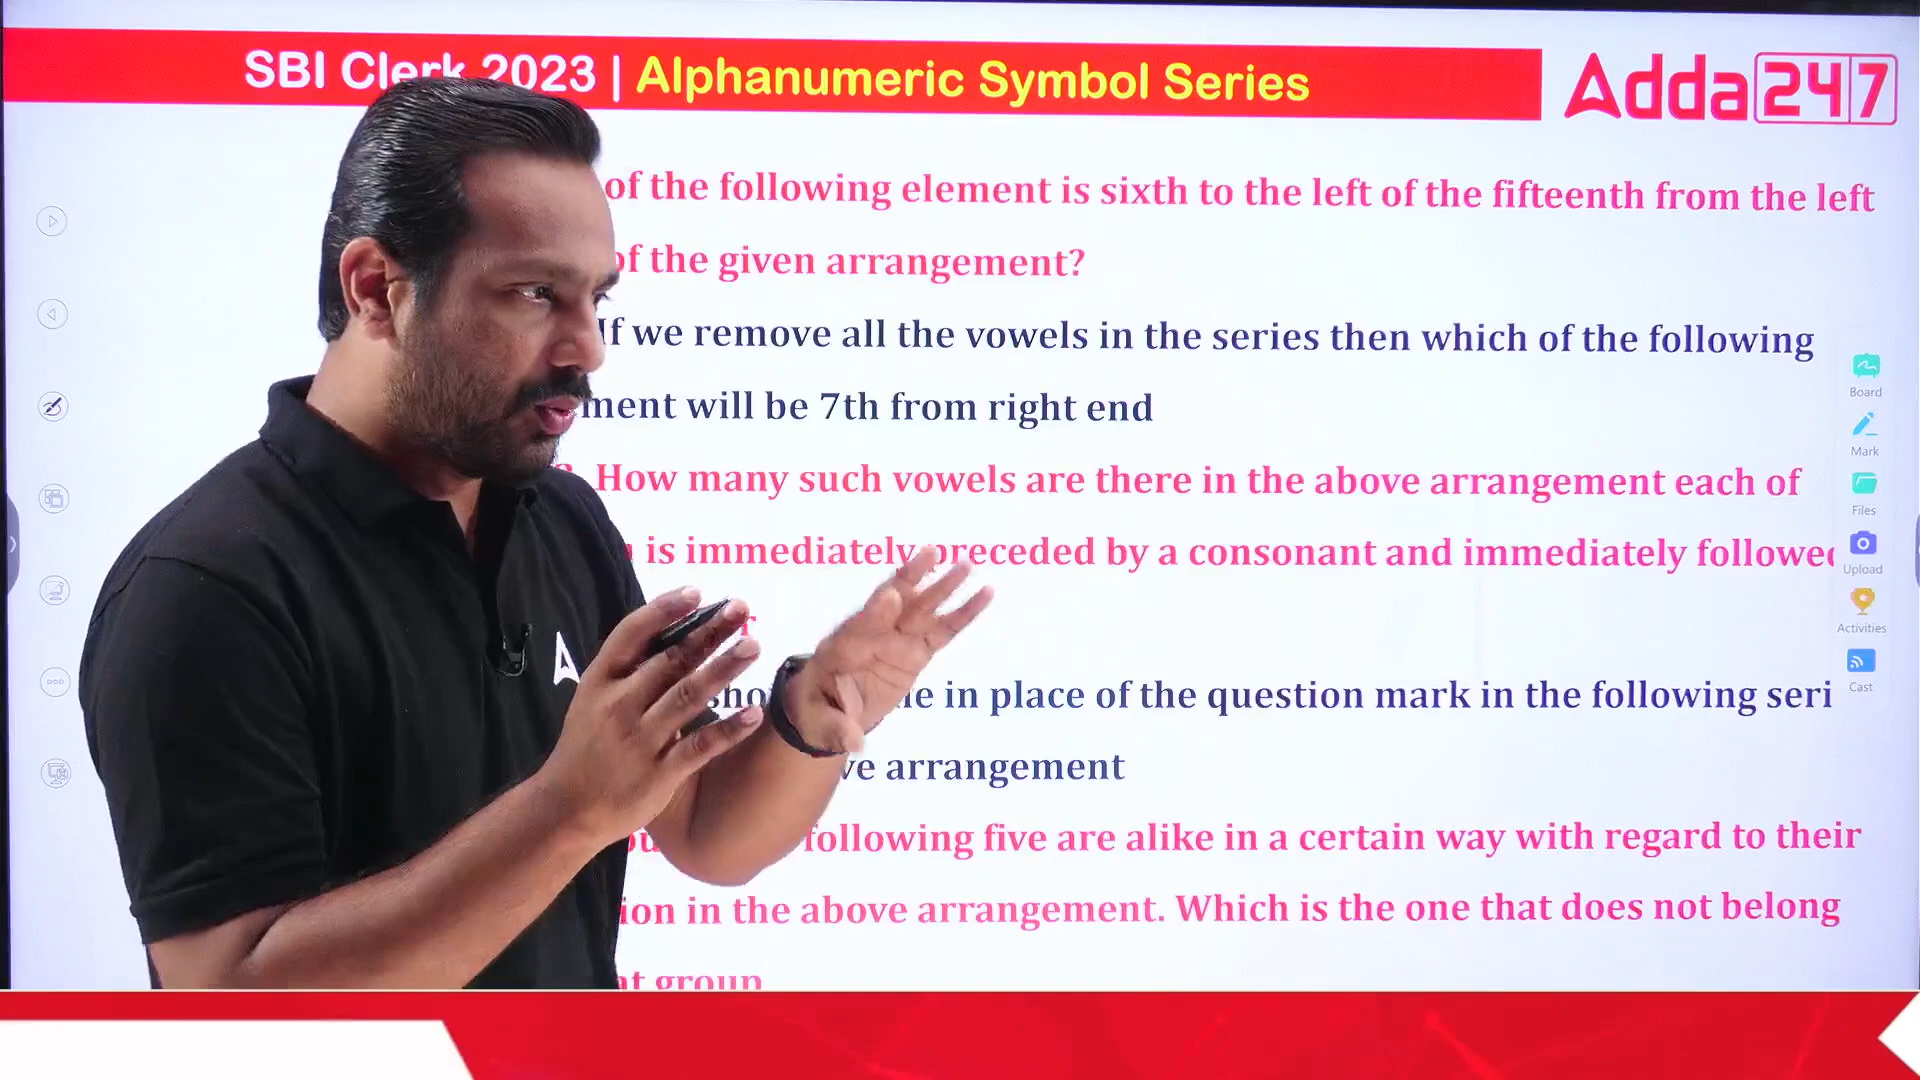 SBI Clerk 2023 | Alphanumeric Symbol Series
Adda247
of the following element is sixth to the left of the fifteenth from the left
of the given arrangement?
If we remove all the vowels in the series then which of the following
ment will be 7th from right end
How many such vowels are there in the above arrangement each of
is immediately preceded by a consonant and immediately followed
in place of the question mark in the following seri
arrangement
following five are alike in a certain way with regard to their
ion in the above arrangement. Which is the one that does not belong
group
Board
Mark
Files
Upload
Activities
Cast